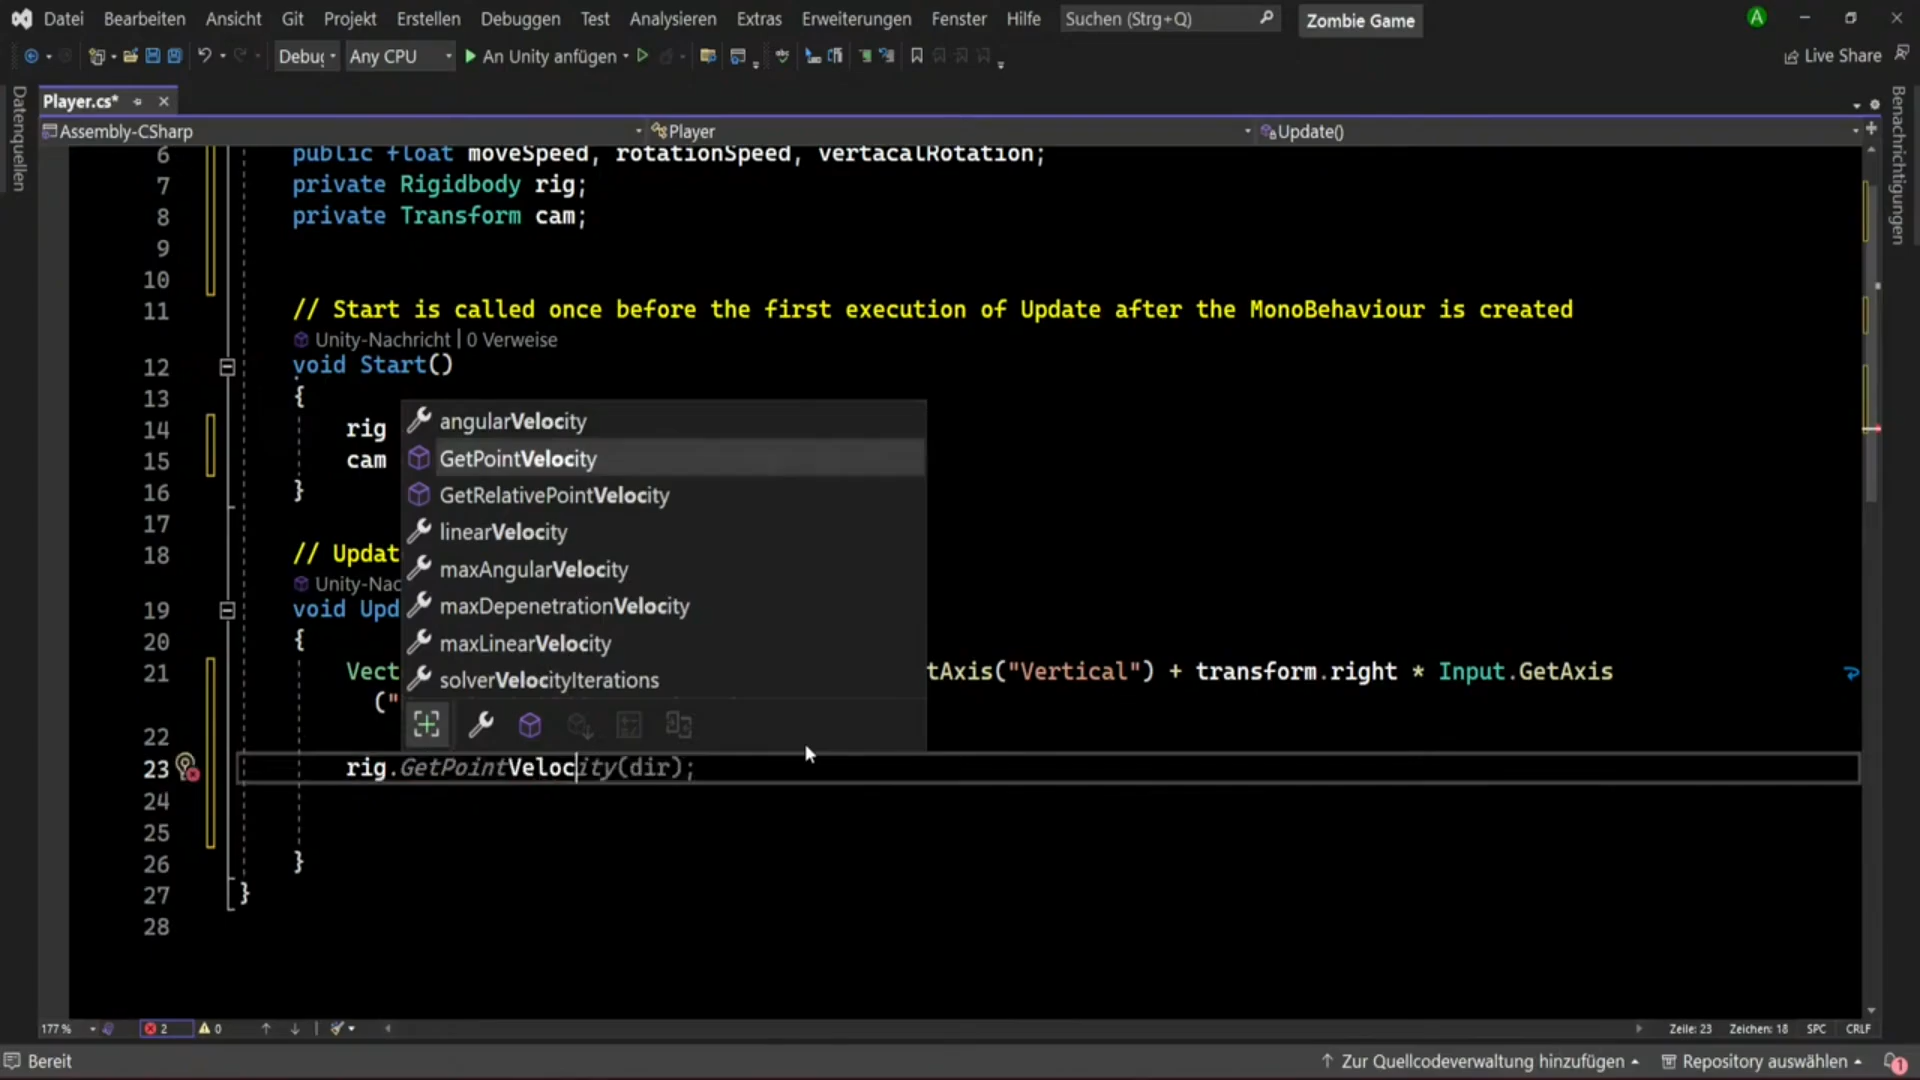 Datei Bearbeiten Ansicht Git Projekt Erstellen Debuggen Test Analysieren Extras Erweiterungen Fenster Hilfe Suchen (Strg+Q) Zombie Game A
Debug Any CPU An Unity anfügen Live Share
Datenquellen
Player.cs*
Benachrichtigungen
Assembly-CSharp Player Update()
6 public float moveSpeed, rotationSpeed, vertacalRotation;
7 private Rigidbody rig;
8 private Transform cam;
9
10
11 // Start is called once before the first execution of Update after the MonoBehaviour is created
Unity-Nachricht | 0 Verweise
12 void Start()
13 {
14 rig
15 cam
16 }
17
18 // Updat
Unity-Nac
19 void Upd
20 {
21 Vect tAxis("Vertical") + transform.right * Input.GetAxis
("
22
23 rig.GetPointVelocity(dir);
24
25
26 }
27 }
28
angularVelocity
GetPointVelocity
GetRelativePointVelocity
linearVelocity
maxAngularVelocity
maxDepenetrationVelocity
maxLinearVelocity
solverVelocityIterations
177 % 2 0 Zeile: 23 Zeichen: 18 SPC CRLF
Bereit Zur Quellcodeverwaltung hinzufügen Repository auswählen 1